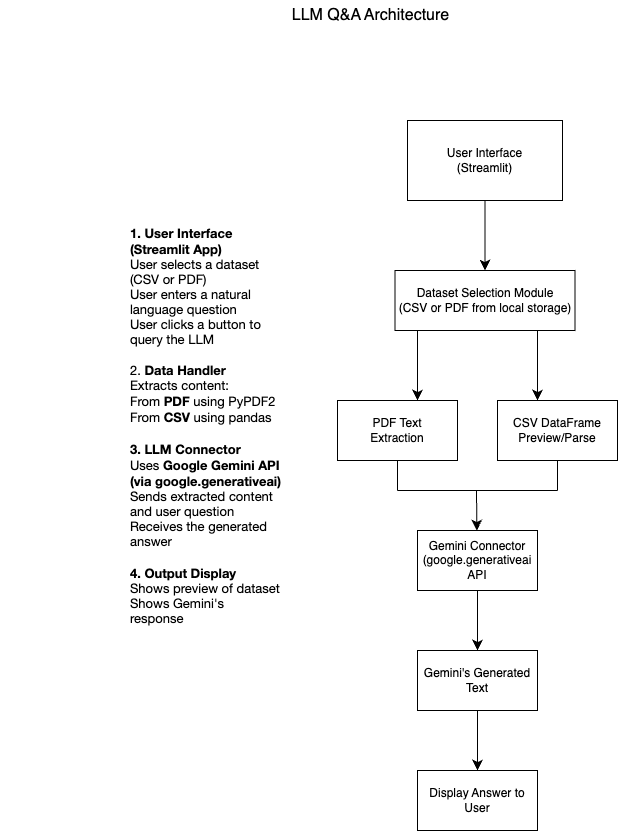 LLM Q&A Architecture
User Interface
(Streamlit)
1. User Interface
(Streamlit App)
User selects a dataset
(CSV or PDF)
User enters a natural
language question
User clicks a button to
query the LLM
2. Data Handler
Extracts content:
From PDF using PyPDF2
From CSV using pandas
3. LLM Connector
Uses Google Gemini API
(via google.generativeai)
Sends extracted content
and user question
Receives the generated
answer
4. Output Display
Shows preview of dataset
Shows Gemini's
response
Dataset Selection Module
(CSV or PDF from local storage)
PDF Text
Extraction
CSV DataFrame
Preview/Parse
Gemini Connector
(google.generativeai
API
Gemini's Generated
Text
Display Answer to
User